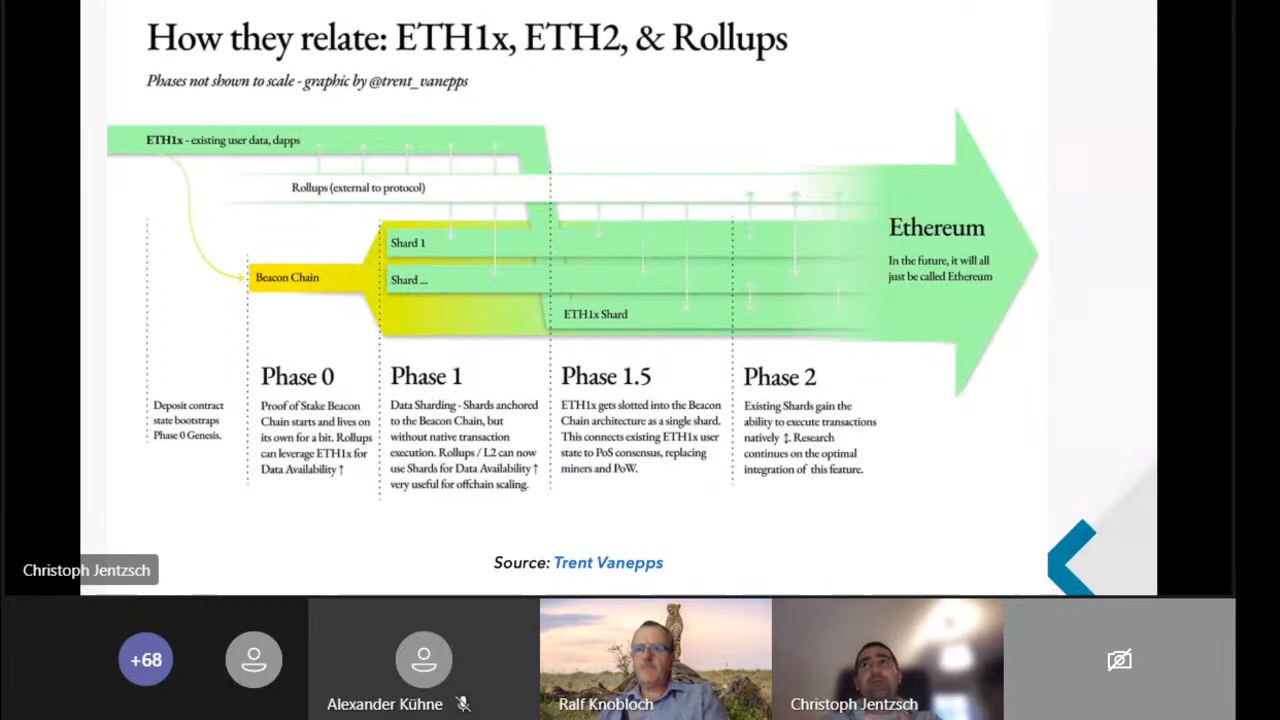 How they relate: ETH1x, ETH2, & Rollups
Phases not shown to scale - graphic by @trent_vanepps
ETH1x - existing user data, dapps
Rollups (external to protocol)
Shard 1
Beacon Chain
Shard ...
ETH1x Shard
Ethereum
In the future, it will all
just be called Ethereum
Deposit contract
state bootstraps
Phase 0 Genesis.
Phase 0
Proof of Stake Beacon
Chain starts and lives on
its own for a bit. Rollups
can leverage ETH1x for
Data Availability ↑
Phase 1
Data Sharding - Shards anchored
to the Beacon Chain, but
without native transaction
execution. Rollups / L2 can now
use Shards for Data Availability ↑
very useful for offchain scaling.
Phase 1.5
ETH1x gets slotted into the Beacon
Chain architecture as a single shard.
This connects existing ETH1x user
state to PoS consensus, replacing
miners and PoW.
Phase 2
Existing Shards gain the
ability to execute transactions
natively ↕. Research
continues on the optimal
integration of this feature.
Source: Trent Vanepps
Christoph Jentzsch
+68
Alexander Kühne
Ralf Knobloch
Christoph Jentzsch